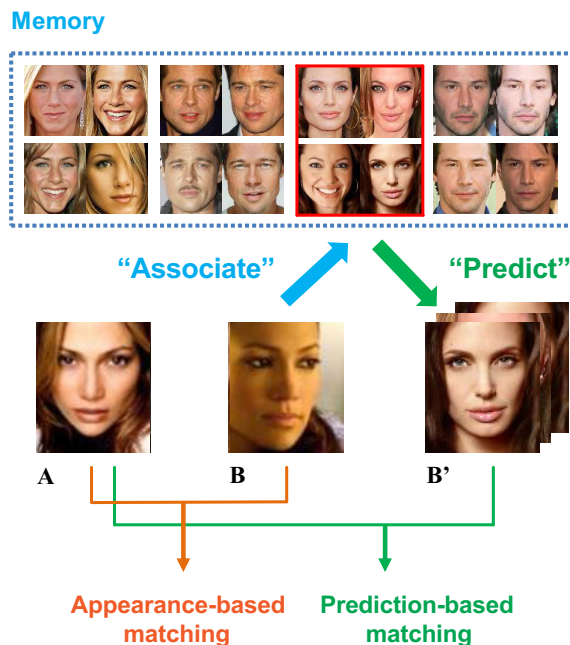 Memory
“Associate”
“Predict”
A
B
B’
Appearance-based
matching
Prediction-based
matching